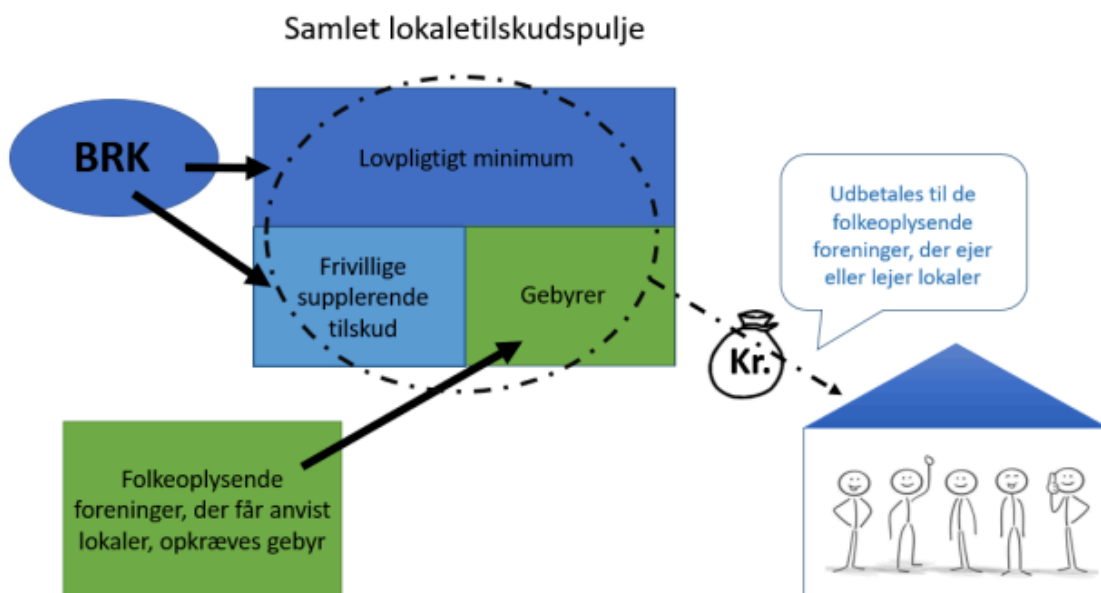 Samlet lokaletilskudspulje
BRK
Lovpligtigt minimum
Frivillige
supplerende
tilskud
Gebyrer
Udbetales til de
folkeoplysende
foreninger, der ejer
eller lejer lokaler
Kr.
Folkeoplysende
foreninger, der får anvist
lokaler, opkræves gebyr